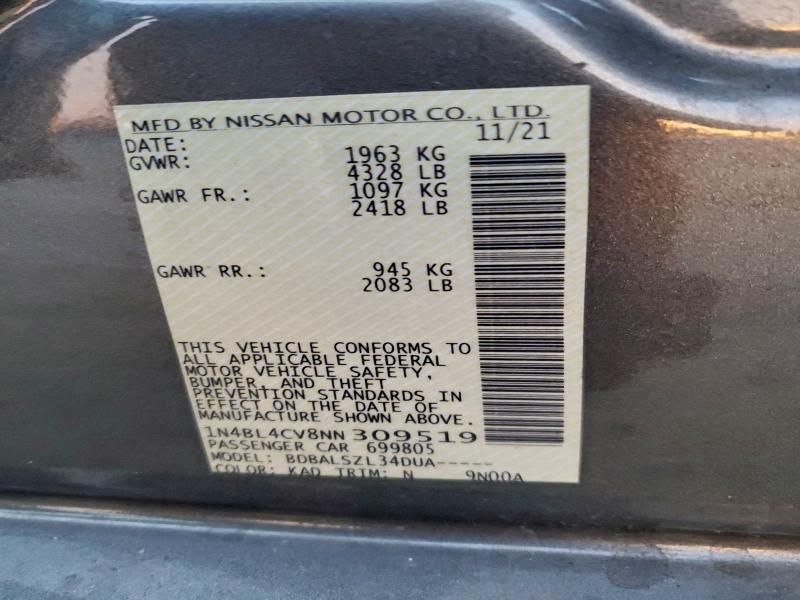 MFD BY NISSAN MOTOR CO., LTD.
DATE: 11/21
GVWR: 1963 KG
4328 LB
GAWR FR.: 1097 KG
2418 LB
GAWR RR.: 945 KG
2083 LB
THIS VEHICLE CONFORMS TO
ALL APPLICABLE FEDERAL
MOTOR VEHICLE SAFETY,
BUMPER, AND THEFT
PREVENTION STANDARDS IN
EFFECT ON THE DATE OF
MANUFACTURE SHOWN ABOVE.
1N4BL4CV8NN 309519
PASSENGER CAR 699805
MODEL: BDBALSZL34DUA-----
COLOR: KAD TRIM: N 9N00A